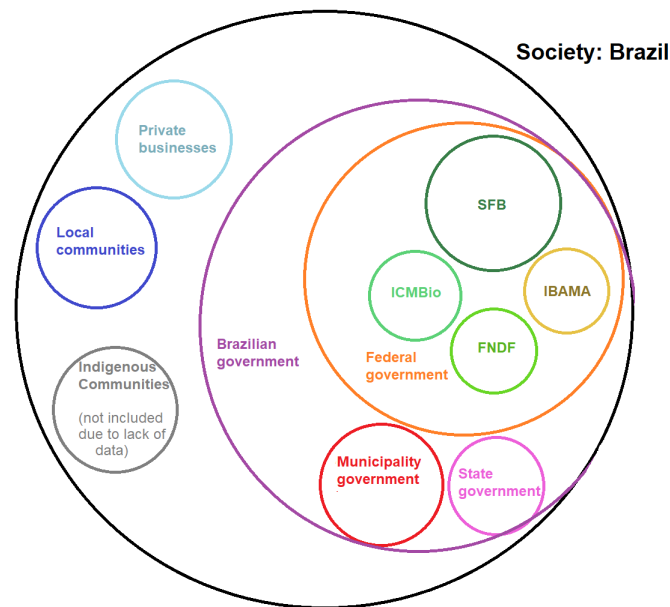 Society: Brazil
Private
businesses
SFB
Local
communities
ICMBio
IBAMA
Brazilian
government
FNDF
Federal
government
Indigenous
Communities
(not included
due to lack of
data)
Municipality
government
State
government